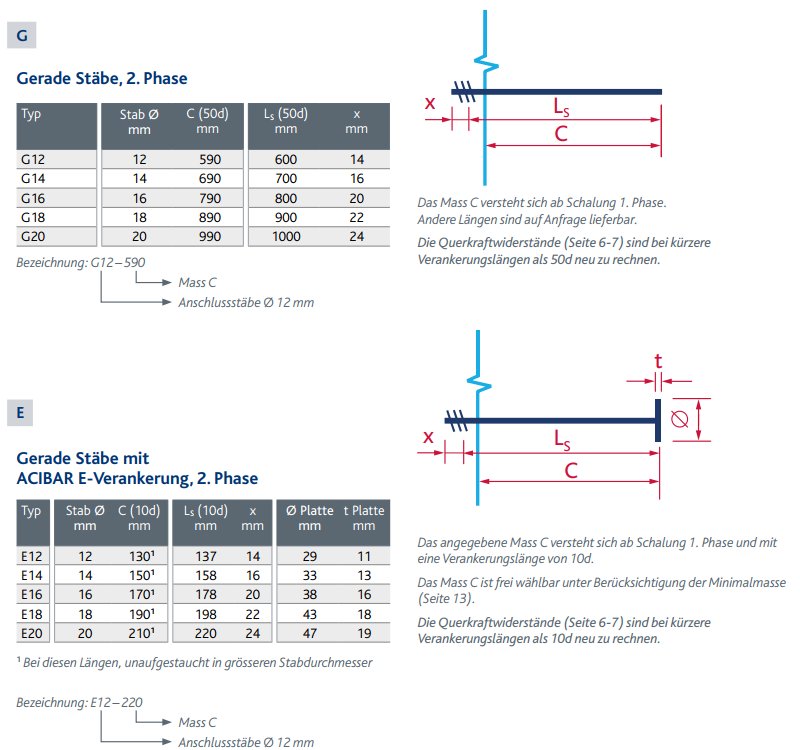 G
Gerade Stäbe, 2. Phase
Typ Stab Ø mm C (50d) mm Ls (50d) mm x mm
G12 12 590 600 14
G14 14 690 700 16
G16 16 790 800 20
G18 18 890 900 22
G20 20 990 1000 24
Bezeichnung: G12–590
Mass C
Anschlussstäbe Ø 12 mm
x
Ls
C
Das Mass C versteht sich ab Schalung 1. Phase.
Andere Längen sind auf Anfrage lieferbar.
Die Querkraftwiderstände (Seite 6-7) sind bei kürzere
Verankerungslängen als 50d neu zu rechnen.
E
Gerade Stäbe mit
ACIBAR E-Verankerung, 2. Phase
Typ Stab Ø mm C (10d) mm Ls (10d) mm x mm Ø Platte mm t Platte mm
E12 12 130¹ 137 14 29 11
E14 14 150¹ 158 16 33 13
E16 16 170¹ 178 20 38 16
E18 18 190¹ 198 22 43 18
E20 20 210¹ 220 24 47 19
¹ Bei diesen Längen, unaufgestaucht in grösseren Stabdurchmesser
Bezeichnung: E12–220
Mass C
Anschlussstäbe Ø 12 mm
t
Ø
x
Ls
C
Das angegebene Mass C versteht sich ab Schalung 1. Phase und mit
eine Verankerungslänge von 10d.
Das Mass C ist frei wählbar unter Berücksichtigung der Minimalmasse
(Seite 13).
Die Querkraftwiderstände (Seite 6-7) sind bei kürzere
Verankerungslängen als 10d neu zu rechnen.